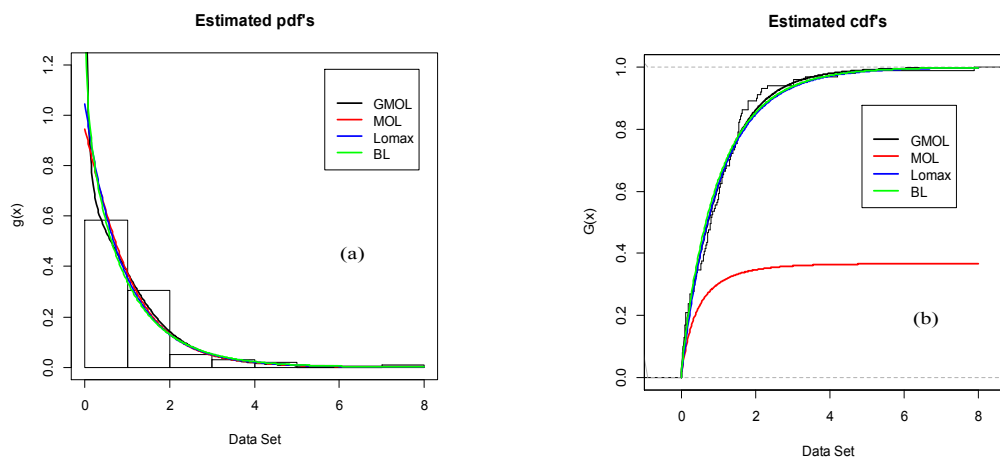 Estimated pdf's
g(x)
1.2
1.0
0.8
0.6
0.4
0.2
0.0
GMOL
MOL
Lomax
BL
(a)
0
2
4
6
8
Data Set
Estimated cdf's
G(x)
1.0
0.8
0.6
0.4
0.2
0.0
GMOL
MOL
Lomax
BL
(b)
0
2
4
6
8
Data Set